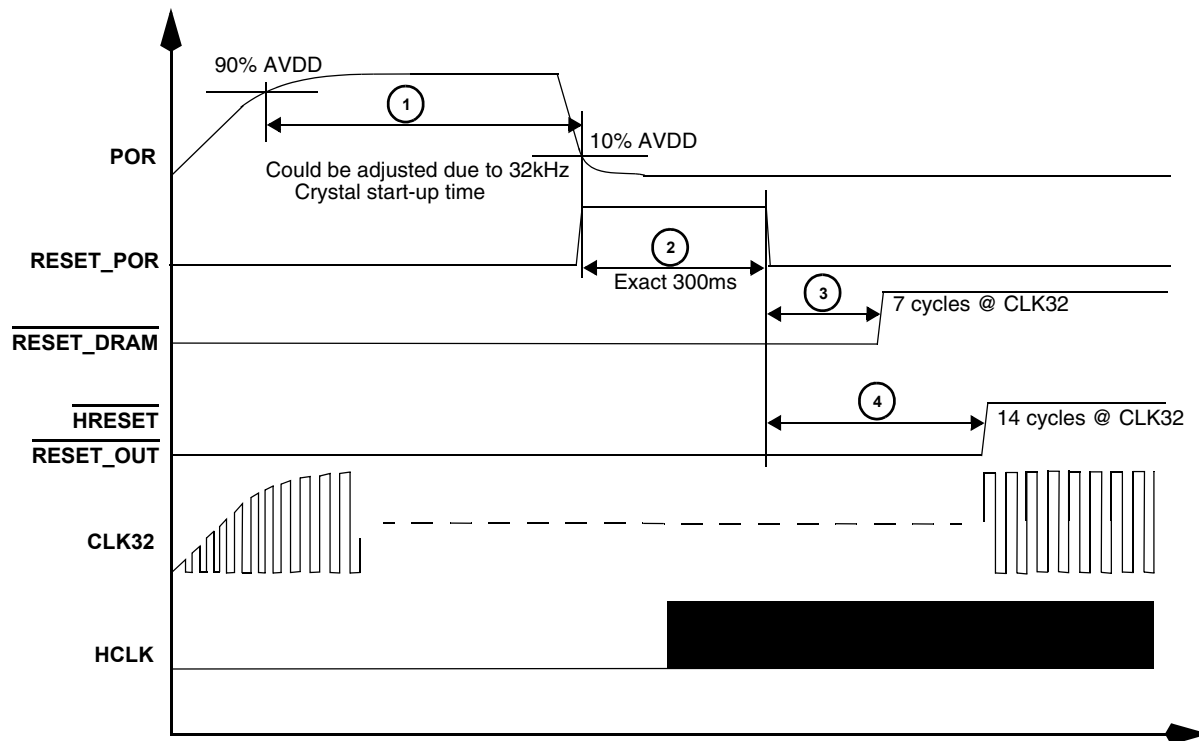 90% AVDD
1
10% AVDD
POR
Could be adjusted due to 32kHz
Crystal start-up time
2
RESET_POR
Exact 300ms
3
7 cycles @ CLK32
RESET_DRAM
4
HRESET
14 cycles @ CLK32
RESET_OUT
CLK32
HCLK